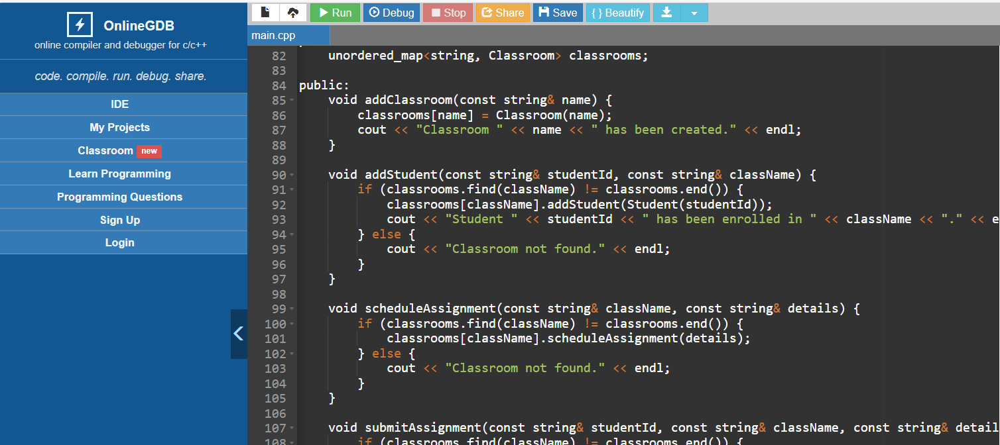 OnlineGDB
online compiler and debugger for c/c++
code. compile. run. debug. share.
IDE
My Projects
Classroom new
Learn Programming
Programming Questions
Sign Up
Login
Run Debug Stop Share Save { } Beautify
main.cpp
82 unordered_map<string, Classroom> classrooms;
83
84 public:
85 void addClassroom(const string& name) {
86 classrooms[name] = Classroom(name);
87 cout << "Classroom " << name << " has been created." << endl;
88 }
89
90 void addStudent(const string& studentId, const string& className) {
91 if (classrooms.find(className) != classrooms.end()) {
92 classrooms[className].addStudent(Student(studentId));
93 cout << "Student " << studentId << " has been enrolled in " << className << "." << e
94 } else {
95 cout << "Classroom not found." << endl;
96 }
97 }
98
99 void scheduleAssignment(const string& className, const string& details) {
100 if (classrooms.find(className) != classrooms.end()) {
101 classrooms[className].scheduleAssignment(details);
102 } else {
103 cout << "Classroom not found." << endl;
104 }
105 }
106
107 void submitAssignment(const string& studentId, const string& className, const string& detail
108 if (classrooms.find(className) != classrooms.end()) {